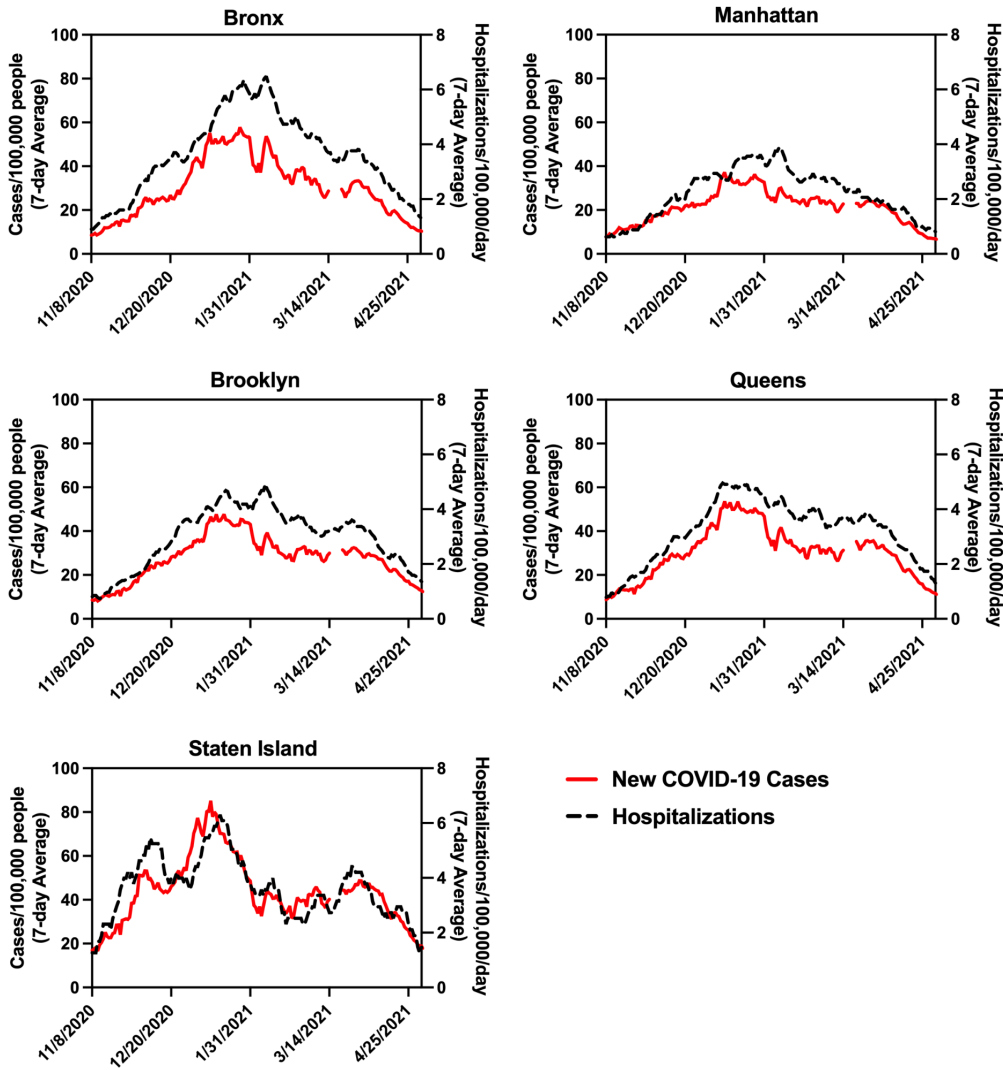 Bronx
Cases/100,000 people
(7-day Average)
100
80
60
40
20
0
8
6
4
2
0
Hospitalizations/100,000/day
(7-day Average)
11/8/2020
12/20/2020
1/31/2021
3/14/2021
4/25/2021
Manhattan
Cases/100,000 people
(7-day Average)
100
80
60
40
20
0
8
6
4
2
0
Hospitalizations/100,000/day
(7-day Average)
11/8/2020
12/20/2020
1/31/2021
3/14/2021
4/25/2021
Brooklyn
Cases/100,000 people
(7-day Average)
100
80
60
40
20
0
8
6
4
2
0
Hospitalizations/100,000/day
(7-day Average)
11/8/2020
12/20/2020
1/31/2021
3/14/2021
4/25/2021
Queens
Cases/100,000 people
(7-day Average)
100
80
60
40
20
0
8
6
4
2
0
Hospitalizations/100,000/day
(7-day Average)
11/8/2020
12/20/2020
1/31/2021
3/14/2021
4/25/2021
Staten Island
Cases/100,000 people
(7-day Average)
100
80
60
40
20
0
8
6
4
2
0
Hospitalizations/100,000/day
(7-day Average)
11/8/2020
12/20/2020
1/31/2021
3/14/2021
4/25/2021
New COVID-19 Cases
Hospitalizations